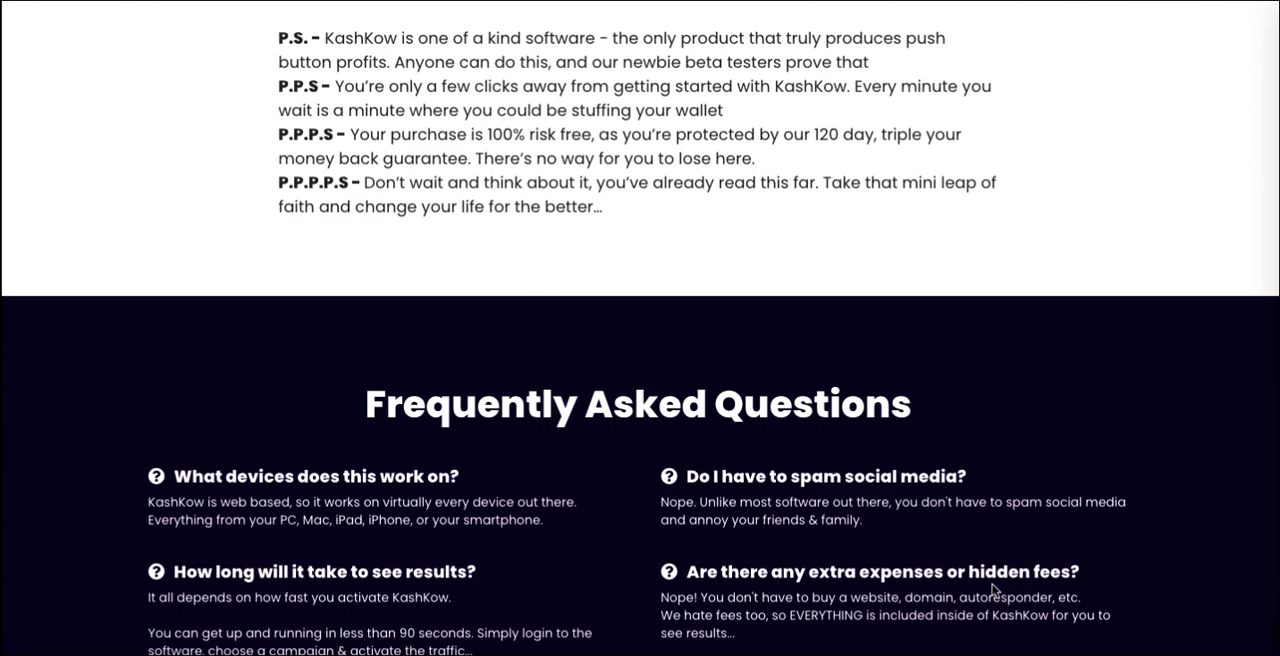 P.S. - KashKow is one of a kind software - the only product that truly produces push
button profits. Anyone can do this, and our newbie beta testers prove that
P.P.S - You're only a few clicks away from getting started with KashKow. Every minute you
wait is a minute where you could be stuffing your wallet
P.P.P.S - Your purchase is 100% risk free, as you're protected by our 120 day, triple your
money back guarantee. There's no way for you to lose here.
P.P.P.P.S - Don't wait and think about it, you've already read this far. Take that mini leap of
faith and change your life for the better...
Frequently Asked Questions
What devices does this work on?
KashKow is web based, so it works on virtually every device out there.
Everything from your PC, Mac, iPad, iPhone, or your smartphone.
Do I have to spam social media?
Nope. Unlike most software out there, you don't have to spam social media
and annoy your friends & family.
How long will it take to see results?
It all depends on how fast you activate KashKow.
You can get up and running in less than 90 seconds. Simply login to the
software, choose a campaign & activate the traffic...
Are there any extra expenses or hidden fees?
Nope! You don't have to buy a website, domain, autoresponder, etc.
We hate fees too, so EVERYTHING is included inside of KashKow for you to
see results...